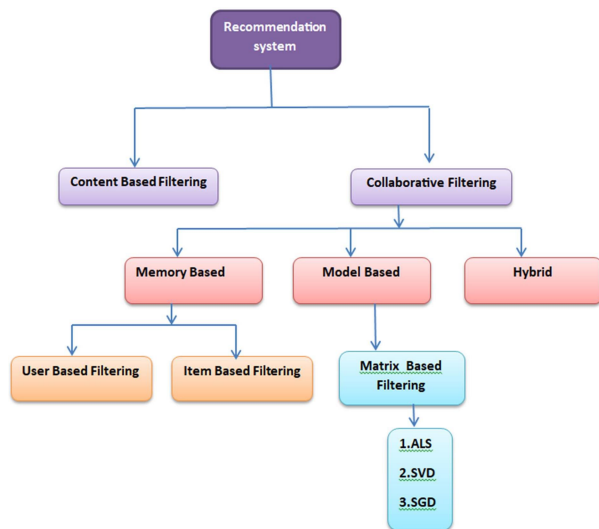 Recommendation
system
Content Based Filtering
Collaborative Filtering
Memory Based
Model Based
Hybrid
User Based Filtering
Item Based Filtering
Matrix Based
Filtering
1.ALS
2.SVD
3.SGD